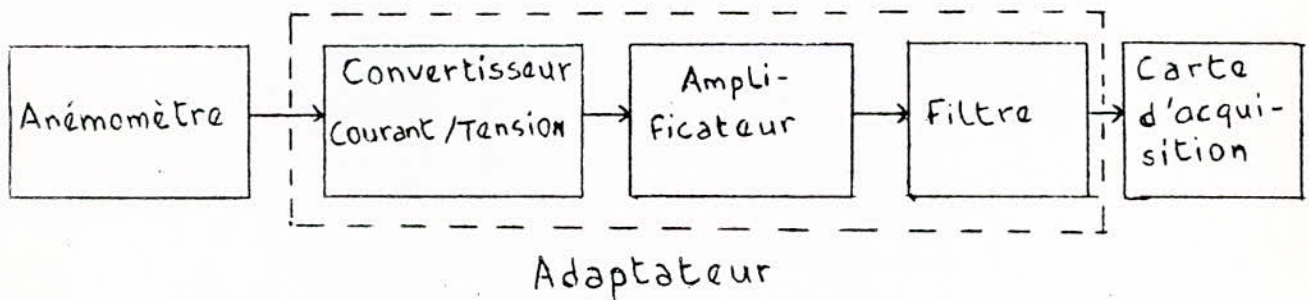 Anémomètre
Convertisseur
Courant/Tension
Ampli-
ficateur
Filtre
Carte
d'acqui-
sition
Adaptateur